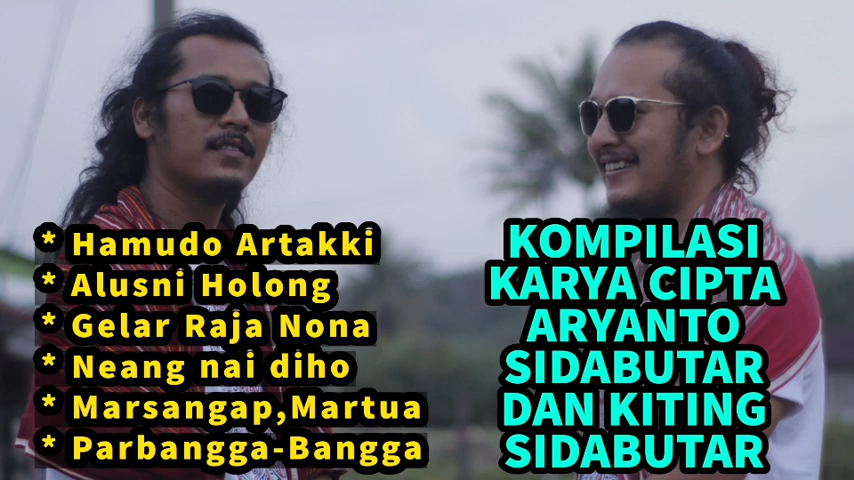 * Hamudo Artakki
* Alusni Holong
* Gelar Raja Nona
* Neang nai diho
* Marsangap,Martua
* Parbangga-Bangga
KOMPILASI
KARYA CIPTA
ARYANTO
SIDABUTAR
DAN KITING
SIDABUTAR